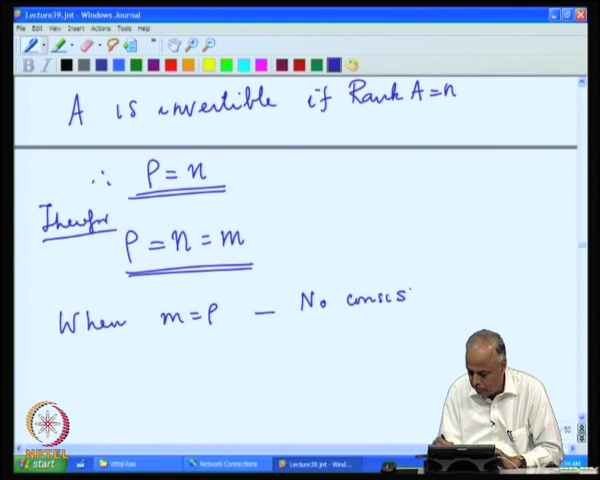 Lecture39.jnt - Windows Journal
File Edit View Insert Actions Tools Help
B I
A is invertible if Rank A = n
∴ ρ = n
Therefor
ρ = n = m
When m = ρ — No consis
NPTEL
start
Vittal Rao
Network Connections
Lecture39.jnt - Wind...